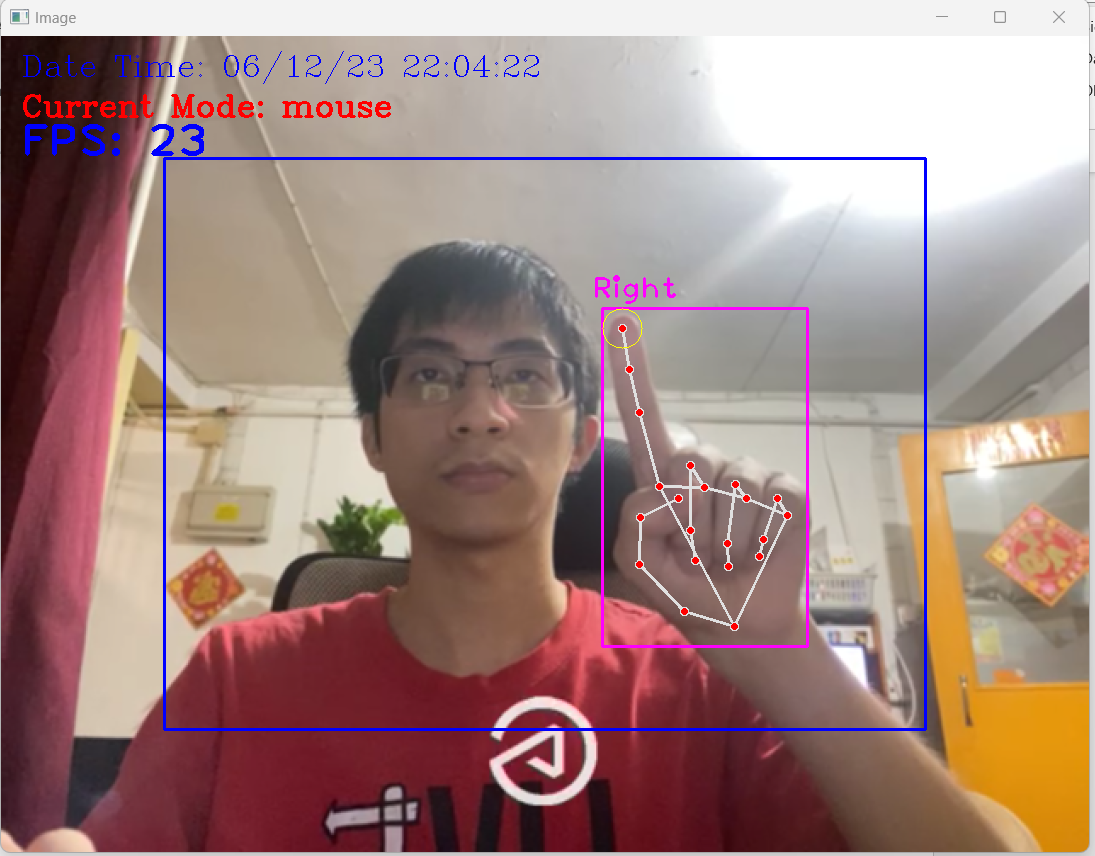 Image
Date Time: 06/12/23 22:04:22
Current Mode: mouse
FPS: 23
Right